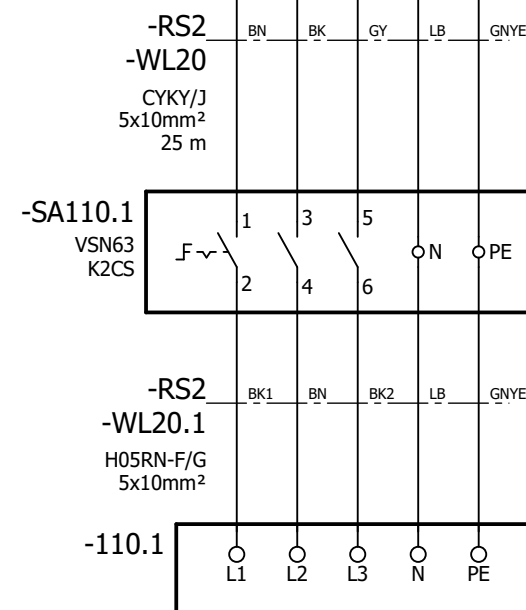 -RS2 BN BK GY LB GNYE
-WL20
CYKY/J
5x10mm²
25 m
-SA110.1
VSN63
K2CS
1 3 5
N PE
2 4 6
-RS2 BK1 BN BK2 LB GNYE
-WL20.1
H05RN-F/G
5x10mm²
-110.1
L1 L2 L3 N PE